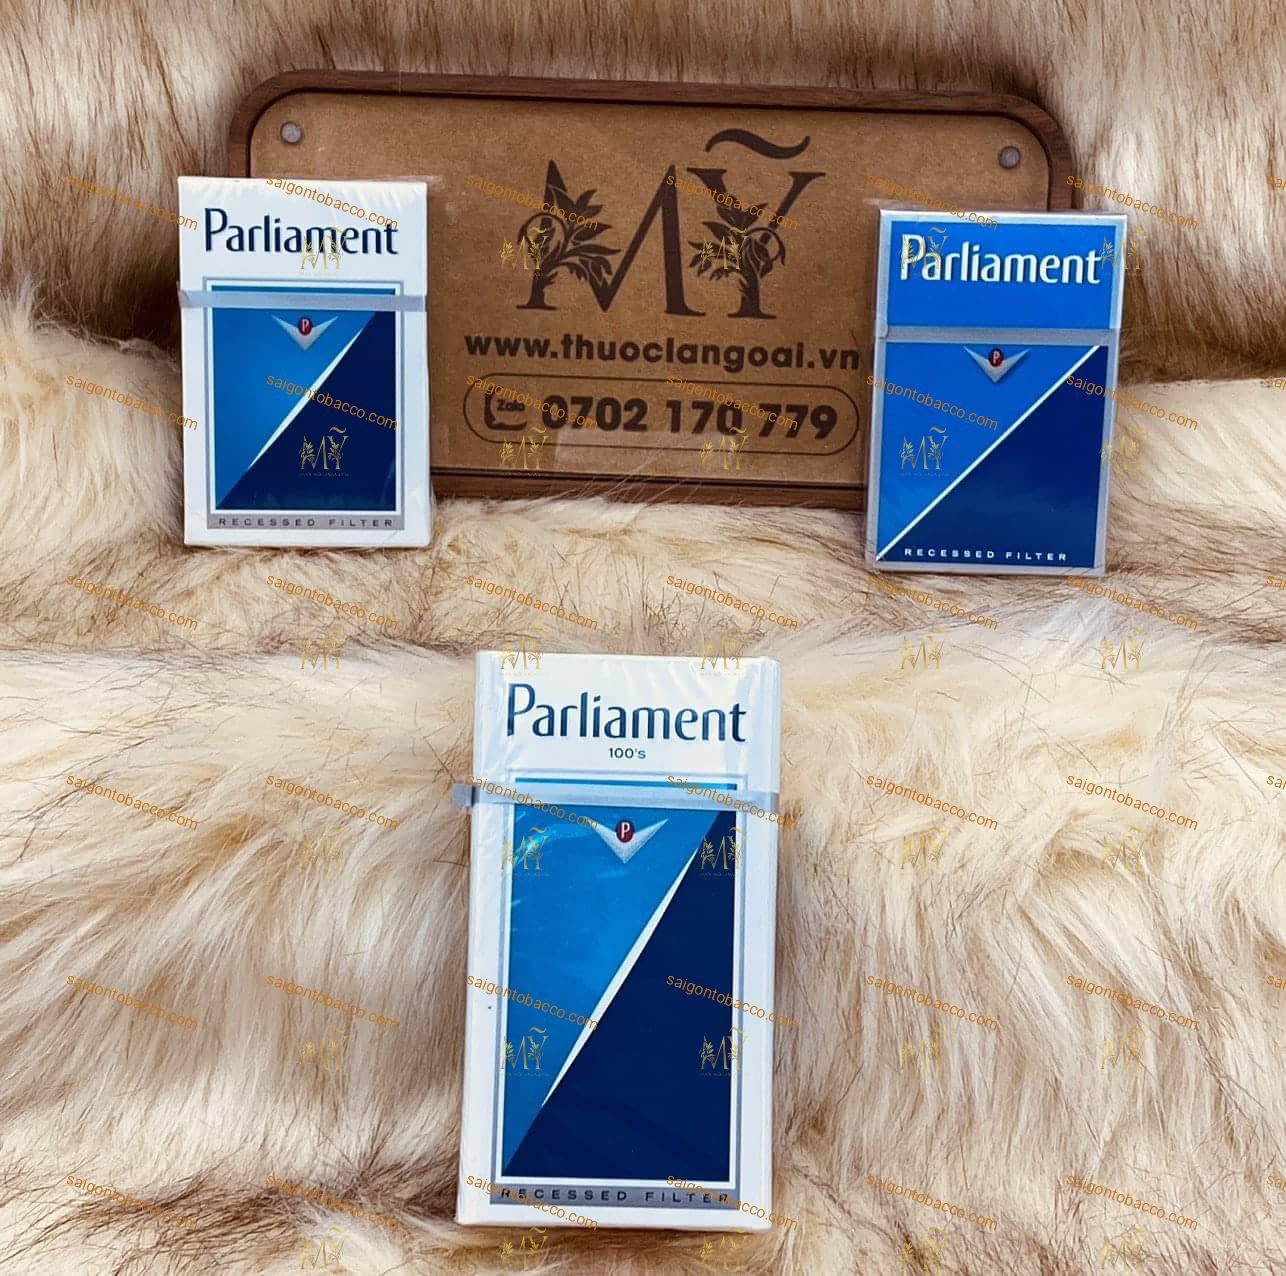 MỸ
www.thuoclangoai.vn
Zalo 0702 170 779
Parliament
P
RECESSED FILTER
Parliament
P
RECESSED FILTER
Parliament
100's
P
RECESSED FILTER
saigontobacco.com